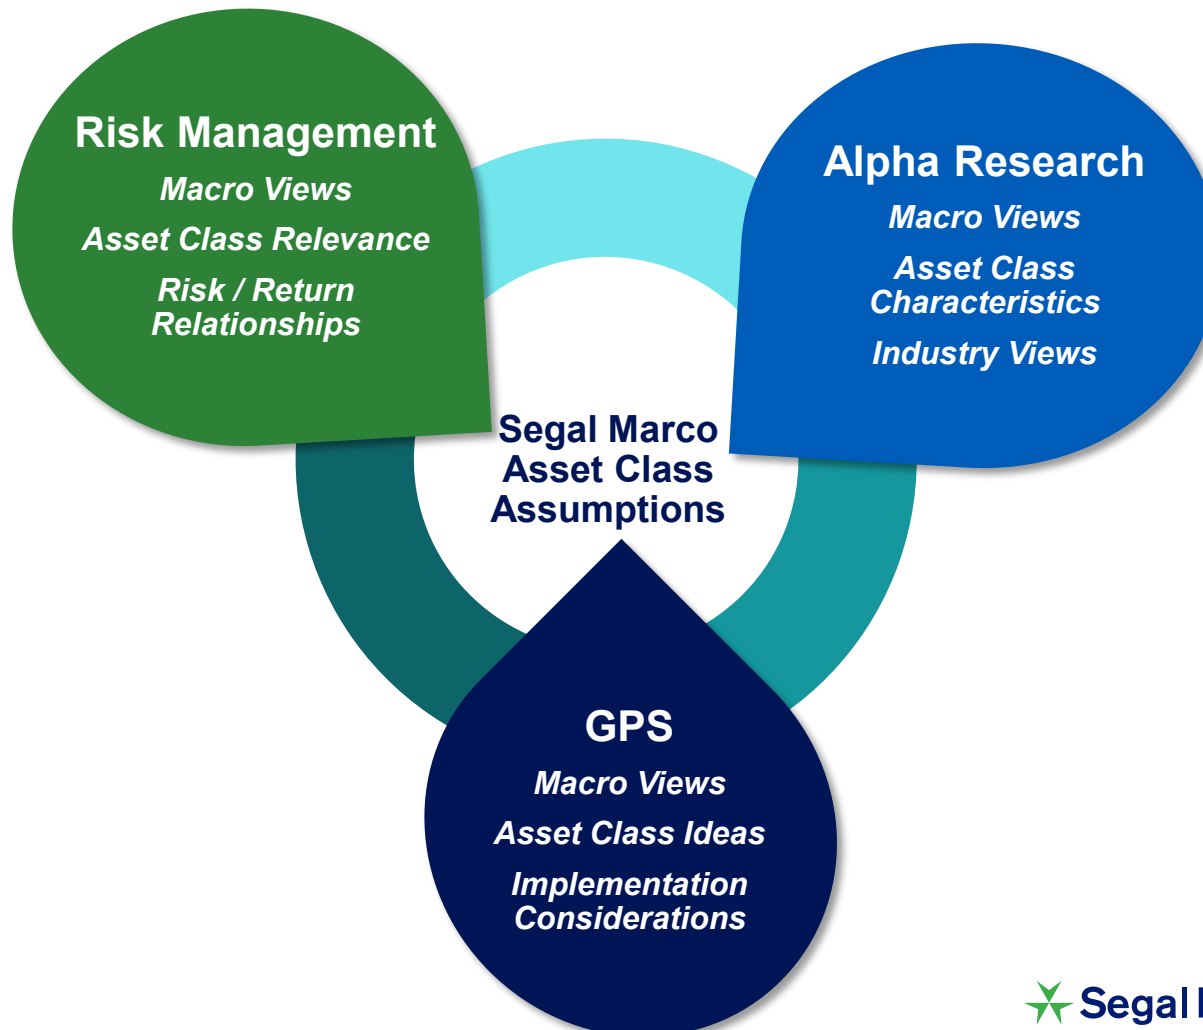 Risk Management
Macro Views
Asset Class Relevance
Risk / Return
Relationships
Alpha Research
Macro Views
Asset Class
Characteristics
Industry Views
Segal Marco
Asset Class
Assumptions
GPS
Macro Views
Asset Class Ideas
Implementation
Considerations
Segal